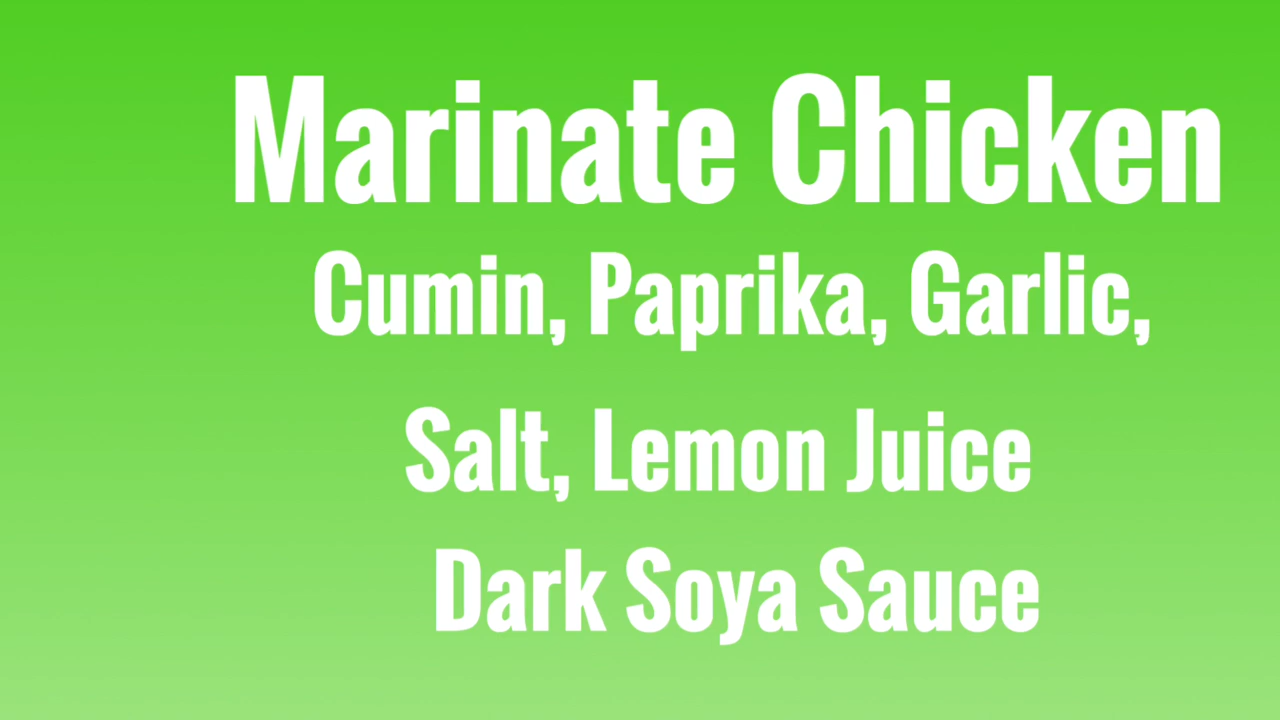 Marinate Chicken
Cumin, Paprika, Garlic,
Salt, Lemon Juice
Dark Soya Sauce